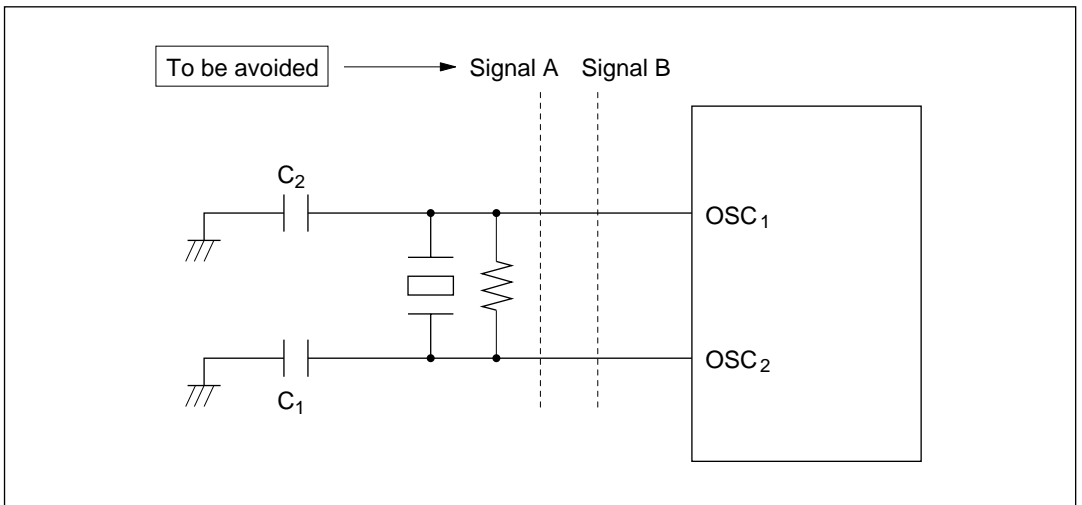 To be avoided
Signal A
Signal B
C2
OSC1
OSC2
C1